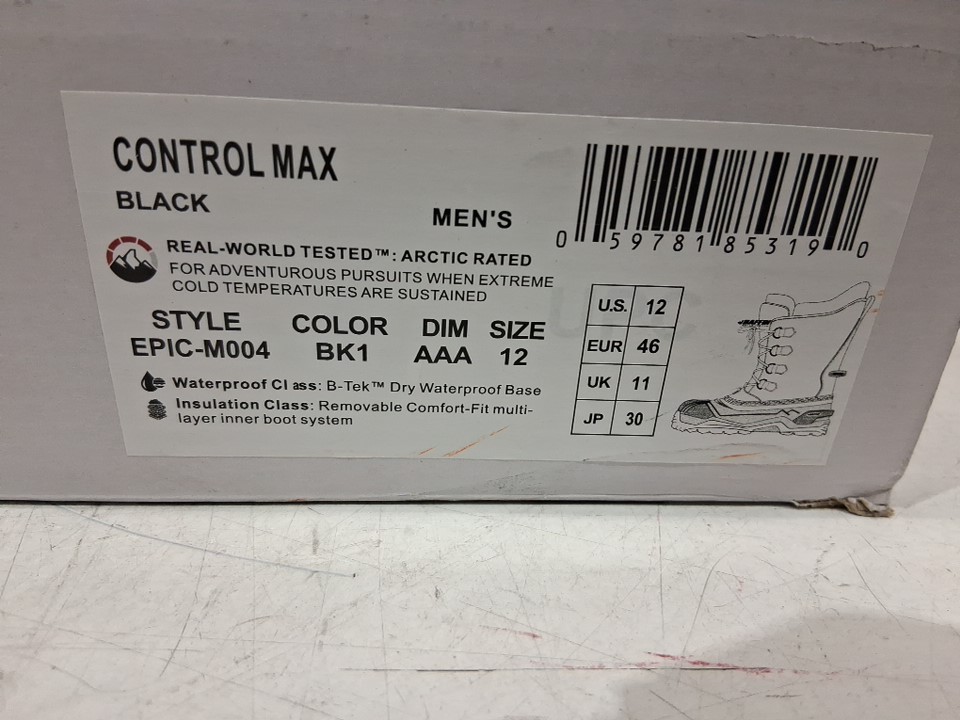 CONTROL MAX
BLACK
MEN'S
0 59781 85319 0
REAL-WORLD TESTED™: ARCTIC RATED
FOR ADVENTUROUS PURSUITS WHEN EXTREME
COLD TEMPERATURES ARE SUSTAINED
STYLE COLOR DIM SIZE
EPIC-M004 BK1 AAA 12
Waterproof Cl ass: B-Tek™ Dry Waterproof Base
Insulation Class: Removable Comfort-Fit multi-
layer inner boot system
U.S. 12
EUR 46
UK 11
JP 30